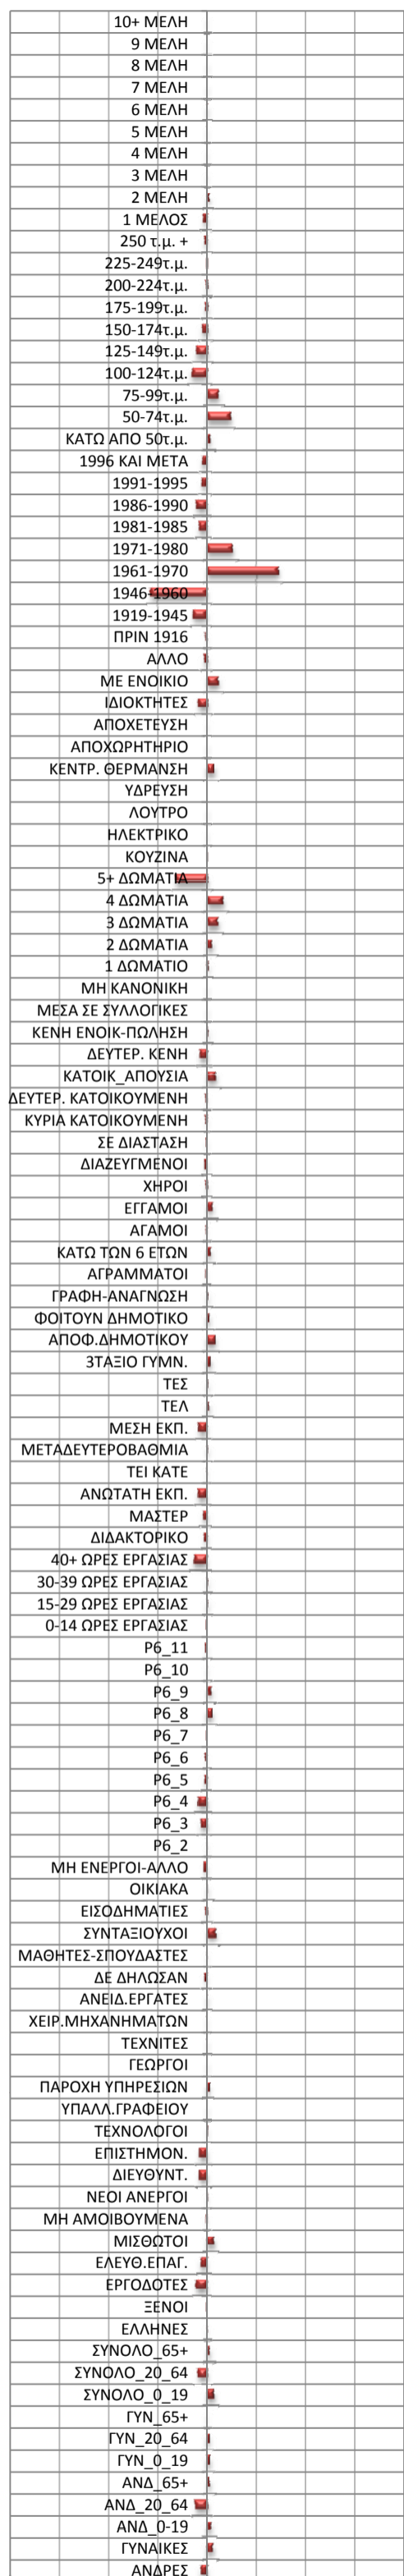 10+ ΜΕΛΗ
9 ΜΕΛΗ
8 ΜΕΛΗ
7 ΜΕΛΗ
6 ΜΕΛΗ
5 ΜΕΛΗ
4 ΜΕΛΗ
3 ΜΕΛΗ
2 ΜΕΛΗ
1 ΜΕΛΟΣ
250 τ.μ. +
225-249τ.μ.
200-224τ.μ.
175-199τ.μ.
150-174τ.μ.
125-149τ.μ.
100-124τ.μ.
75-99τ.μ.
50-74τ.μ.
ΚΑΤΩ ΑΠΟ 50τ.μ.
1996 ΚΑΙ ΜΕΤΑ
1991-1995
1986-1990
1981-1985
1971-1980
1961-1970
1946-1960
1919-1945
ΠΡΙΝ 1916
ΑΛΛΟ
ΜΕ ΕΝΟΙΚΙΟ
ΙΔΙΟΚΤΗΤΕΣ
ΑΠΟΧΕΤΕΥΣΗ
ΑΠΟΧΩΡΗΤΗΡΙΟ
ΚΕΝΤΡ. ΘΕΡΜΑΝΣΗ
ΥΔΡΕΥΣΗ
ΛΟΥΤΡΟ
ΗΛΕΚΤΡΙΚΟ
ΚΟΥΖΙΝΑ
5+ ΔΩΜΑΤΙΑ
4 ΔΩΜΑΤΙΑ
3 ΔΩΜΑΤΙΑ
2 ΔΩΜΑΤΙΑ
1 ΔΩΜΑΤΙΟ
ΜΗ ΚΑΝΟΝΙΚΗ
ΜΕΣΑ ΣΕ ΣΥΛΛΟΓΙΚΕΣ
ΚΕΝΗ ΕΝΟΙΚ-ΠΩΛΗΣΗ
ΔΕΥΤΕΡ. ΚΕΝΗ
ΚΑΤΟΙΚ_ΑΠΟΥΣΙΑ
ΔΕΥΤΕΡ. ΚΑΤΟΙΚΟΥΜΕΝΗ
ΚΥΡΙΑ ΚΑΤΟΙΚΟΥΜΕΝΗ
ΣΕ ΔΙΑΣΤΑΣΗ
ΔΙΑΖΕΥΓΜΕΝΟΙ
ΧΗΡΟΙ
ΕΓΓΑΜΟΙ
ΑΓΑΜΟΙ
ΚΑΤΩ ΤΩΝ 6 ΕΤΩΝ
ΑΓΡΑΜΜΑΤΟΙ
ΓΡΑΦΗ-ΑΝΑΓΝΩΣΗ
ΦΟΙΤΟΥΝ ΔΗΜΟΤΙΚΟ
ΑΠΟΦ.ΔΗΜΟΤΙΚΟΥ
3ΤΑΞΙΟ ΓΥΜΝ.
ΤΕΣ
ΤΕΛ
ΜΕΣΗ ΕΚΠ.
ΜΕΤΑΔΕΥΤΕΡΟΒΑΘΜΙΑ
ΤΕΙ ΚΑΤΕ
ΑΝΩΤΑΤΗ ΕΚΠ.
ΜΑΣΤΕΡ
ΔΙΔΑΚΤΟΡΙΚΟ
40+ ΩΡΕΣ ΕΡΓΑΣΙΑΣ
30-39 ΩΡΕΣ ΕΡΓΑΣΙΑΣ
15-29 ΩΡΕΣ ΕΡΓΑΣΙΑΣ
0-14 ΩΡΕΣ ΕΡΓΑΣΙΑΣ
P6_11
P6_10
P6_9
P6_8
P6_7
P6_6
P6_5
P6_4
P6_3
P6_2
ΜΗ ΕΝΕΡΓΟΙ-ΑΛΛΟ
ΟΙΚΙΑΚΑ
ΕΙΣΟΔΗΜΑΤΙΕΣ
ΣΥΝΤΑΞΙΟΥΧΟΙ
ΜΑΘΗΤΕΣ-ΣΠΟΥΔΑΣΤΕΣ
ΔΕ ΔΗΛΩΣΑΝ
ΑΝΕΙΔ.ΕΡΓΑΤΕΣ
ΧΕΙΡ.ΜΗΧΑΝΗΜΑΤΩΝ
ΤΕΧΝΙΤΕΣ
ΓΕΩΡΓΟΙ
ΠΑΡΟΧΗ ΥΠΗΡΕΣΙΩΝ
ΥΠΑΛΛ.ΓΡΑΦΕΙΟΥ
ΤΕΧΝΟΛΟΓΟΙ
ΕΠΙΣΤΗΜΟΝ.
ΔΙΕΥΘΥΝΤ.
ΝΕΟΙ ΑΝΕΡΓΟΙ
ΜΗ ΑΜΟΙΒΟΥΜΕΝΑ
ΜΙΣΘΩΤΟΙ
ΕΛΕΥΘ.ΕΠΑΓ.
ΕΡΓΟΔΟΤΕΣ
ΞΕΝΟΙ
ΕΛΛΗΝΕΣ
ΣΥΝΟΛΟ_65+
ΣΥΝΟΛΟ_20_64
ΣΥΝΟΛΟ_0_19
ΓΥΝ_65+
ΓΥΝ_20_64
ΓΥΝ_0_19
ΑΝΔ_65+
ΑΝΔ_20_64
ΑΝΔ_0-19
ΓΥΝΑΙΚΕΣ
ΑΝΔΡΕΣ